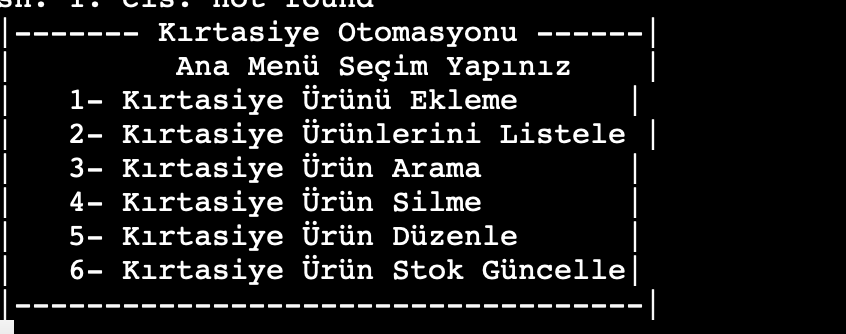 sh: 1: cls: not found
|------- Kırtasiye Otomasyonu ------|
|         Ana Menü Seçim Yapınız    |
|   1- Kırtasiye Ürünü Ekleme      |
|   2- Kırtasiye Ürünlerini Listele |
|   3- Kırtasiye Ürün Arama        |
|   4- Kırtasiye Ürün Silme        |
|   5- Kırtasiye Ürün Düzenle      |
|   6- Kırtasiye Ürün Stok Güncelle|
|-----------------------------------|